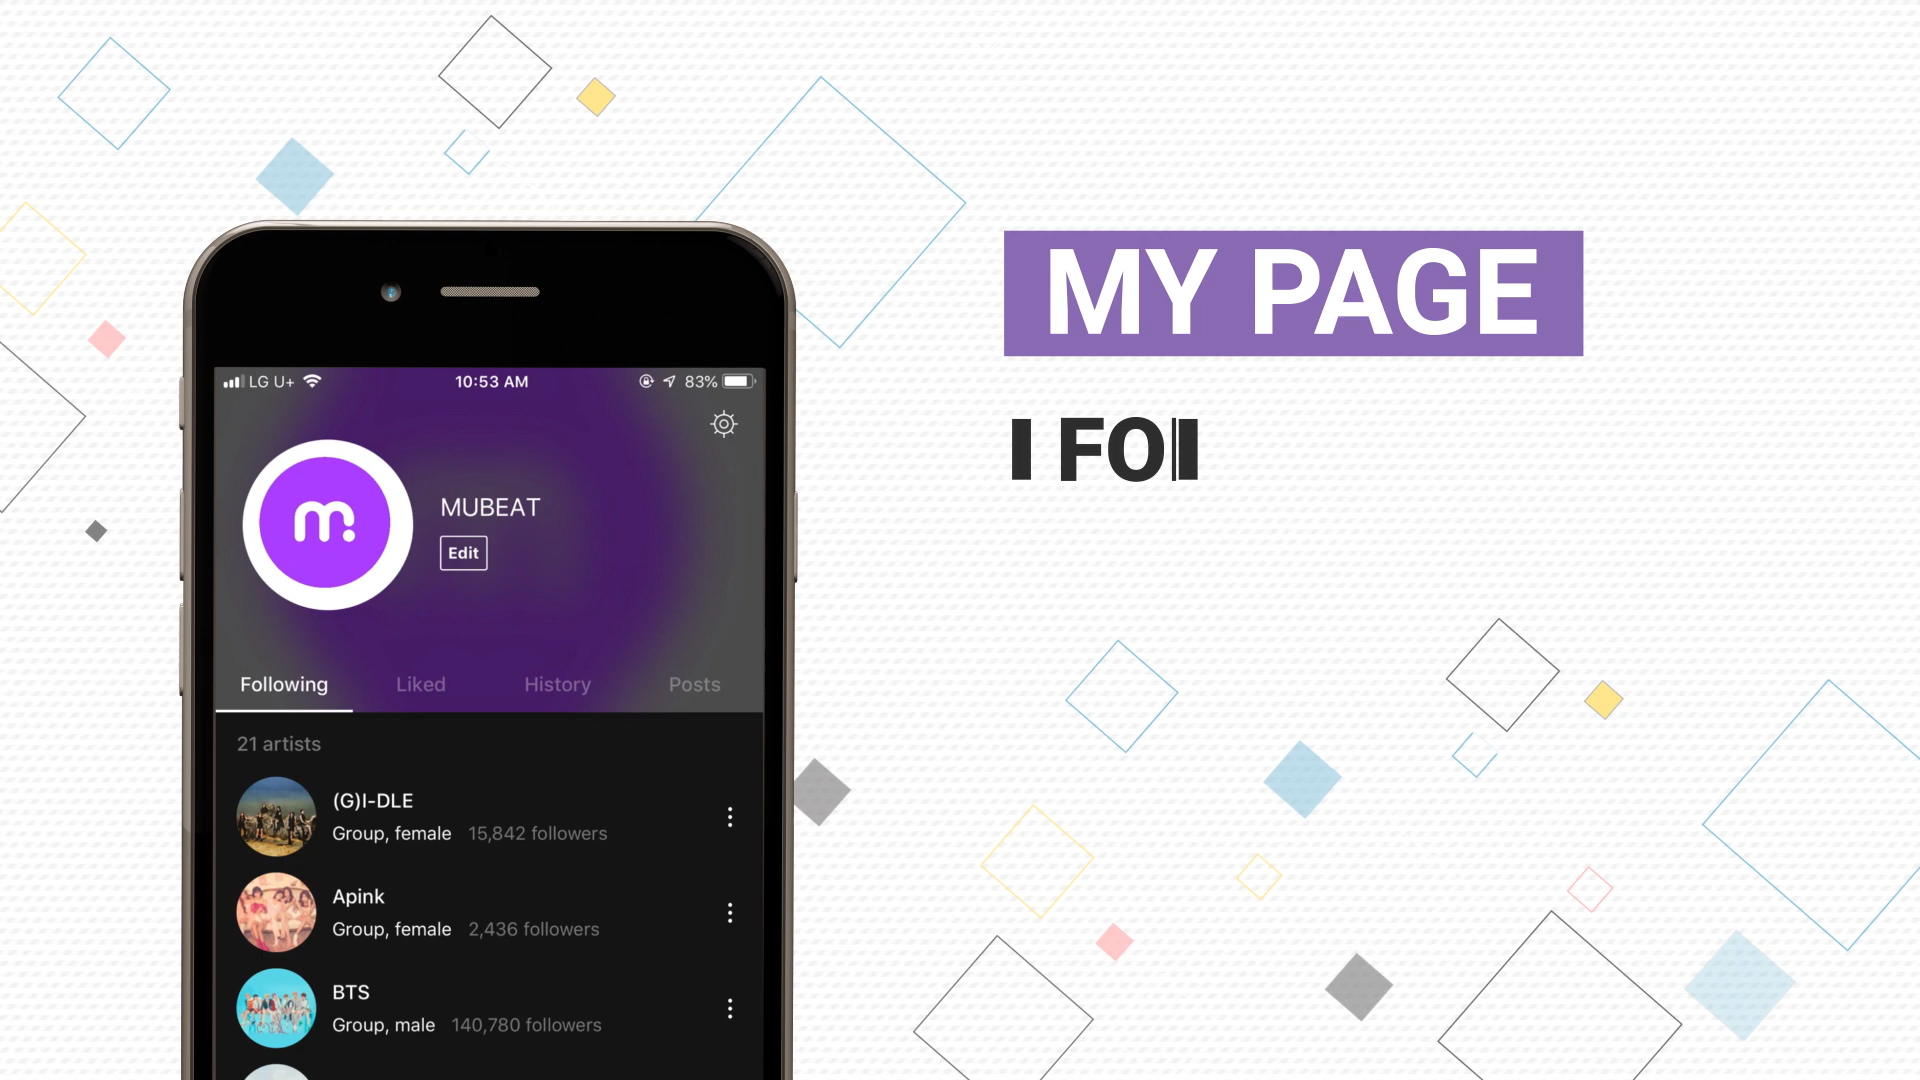 LG U+ 10:53 AM 83%
m.
MUBEAT
Edit
Following Liked History Posts
21 artists
(G)I-DLE
Group, female 15,842 followers
Apink
Group, female 2,436 followers
BTS
Group, male 140,780 followers
MY PAGE
I FO